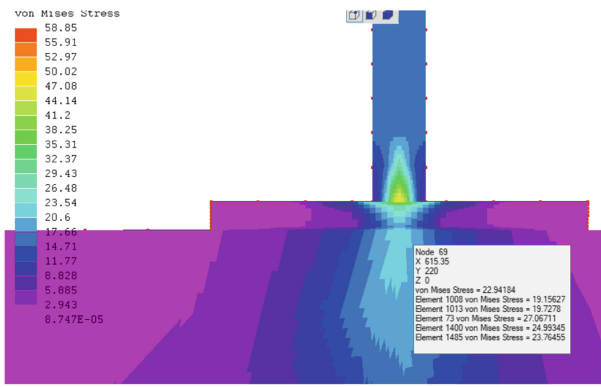 von Mises Stress
58.85
55.91
52.97
50.02
47.08
44.14
41.2
38.25
35.31
32.37
29.43
26.48
23.54
20.6
17.66
14.71
11.77
8.828
5.885
2.943
8.747E-05
Node 69
X 615.35
Y 220
Z 0
von Mises Stress = 22.94184
Element 1008 von Mises Stress = 19.15627
Element 1013 von Mises Stress = 19.7278
Element 73 von Mises Stress = 27.06711
Element 1400 von Mises Stress = 24.99345
Element 1485 von Mises Stress = 23.76455